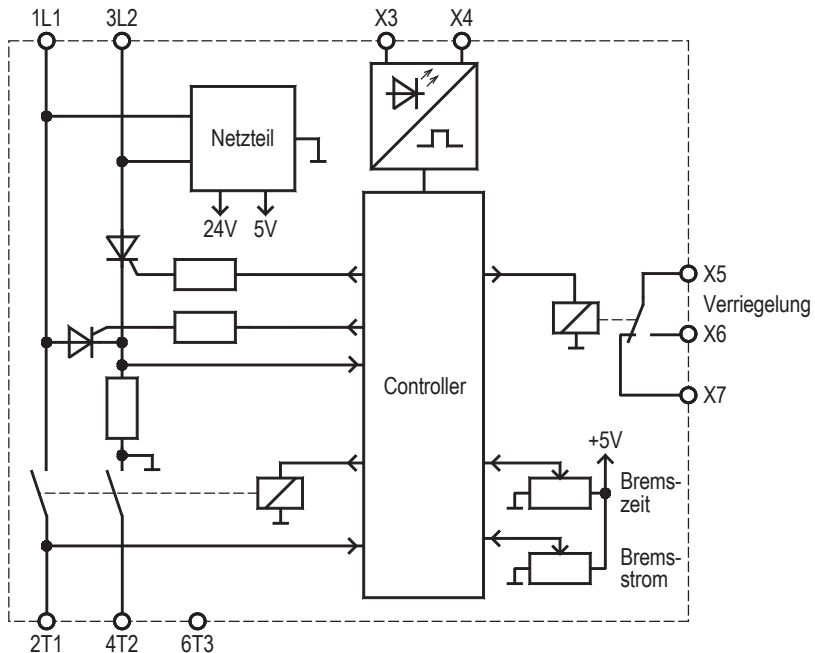 1L1 3L2 X3 X4
Netzteil
24V 5V
X5
Verriegelung
X6
Controller
X7
+5V
Brems-
zeit
Brems-
strom
2T1 4T2 6T3